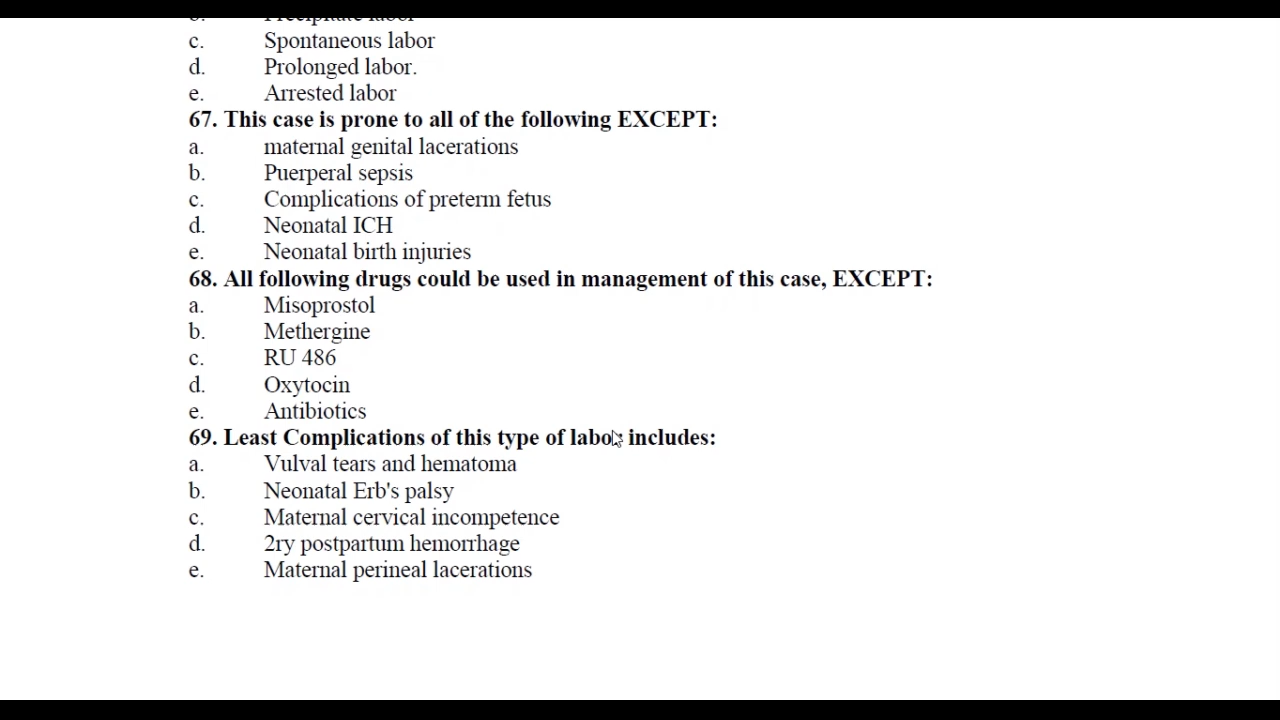 b. Precipitate labor
c. Spontaneous labor
d. Prolonged labor.
e. Arrested labor
67. This case is prone to all of the following EXCEPT:
a. maternal genital lacerations
b. Puerperal sepsis
c. Complications of preterm fetus
d. Neonatal ICH
e. Neonatal birth injuries
68. All following drugs could be used in management of this case, EXCEPT:
a. Misoprostol
b. Methergine
c. RU 486
d. Oxytocin
e. Antibiotics
69. Least Complications of this type of labor includes:
a. Vulval tears and hematoma
b. Neonatal Erb's palsy
c. Maternal cervical incompetence
d. 2ry postpartum hemorrhage
e. Maternal perineal lacerations